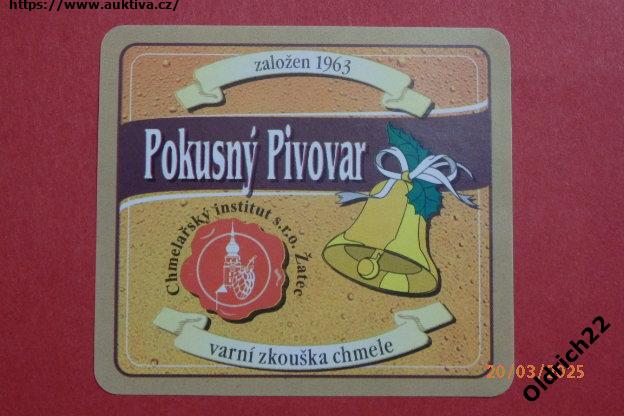 https://www.auktiva.cz/
založen 1963
Pokusný Pivovar
Chmelařský institut s.r.o. Žatec
varní zkouška chmele
20/03/2025
Oldrich22